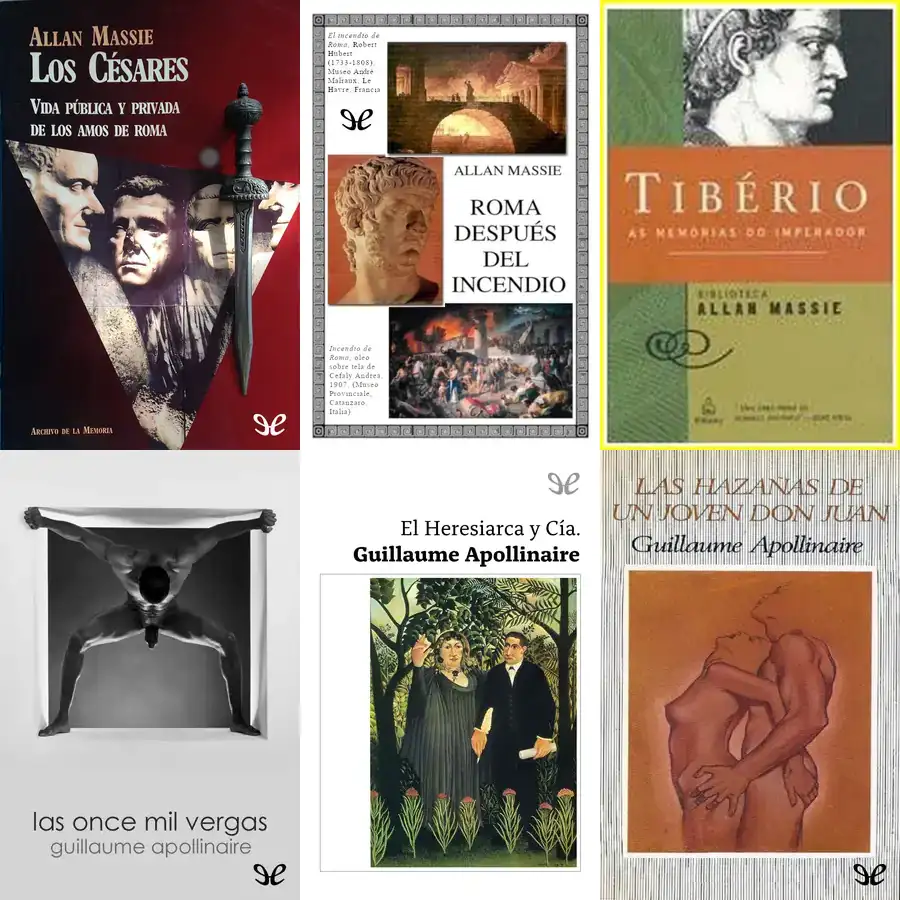 ALLAN MASSIE
LOS CÉSARES
VIDA PÚBLICA Y PRIVADA
DE LOS AMOS DE ROMA
ARCHIVO DE LA MEMORIA
El incendio de
Roma, Robert
Hubert
(1733-1808).
Museo André
Malraux, Le
Havre, Francia
ALLAN MASSIE
ROMA
DESPUÉS
DEL
INCENDIO
Incendio de
Roma, óleo
sobre tela de
Cefaly Andrea,
1907. (Museo
Provinciale,
Catanzaro,
Italia)
TIBÉRIO
AS MEMÓRIAS DO IMPERADOR
BIBLIOTECA
ALLAN MASSIE
las once mil vergas
guillaume apollinaire
El Heresiarca y Cía.
Guillaume Apollinaire
LAS HAZAÑAS DE
UN JOVEN DON JUAN
Guillaume Apollinaire